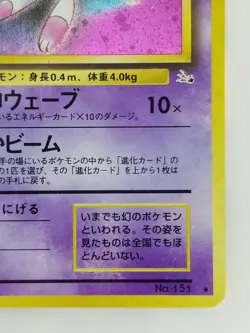 モン：身長0.4m、体重4.0kg
ウェーブ 10×
いるエネルギーカード×10のダメージ。
ビーム
手の場にいるポケモンの中から「進化カード」の
の1匹を選び、その「進化カード」を上から1枚は
の手札に戻す。
にげる
いまでも幻のポケモン
といわれる。その姿を
見たものは全国でもほ
とんどいない。
No. 151 ★